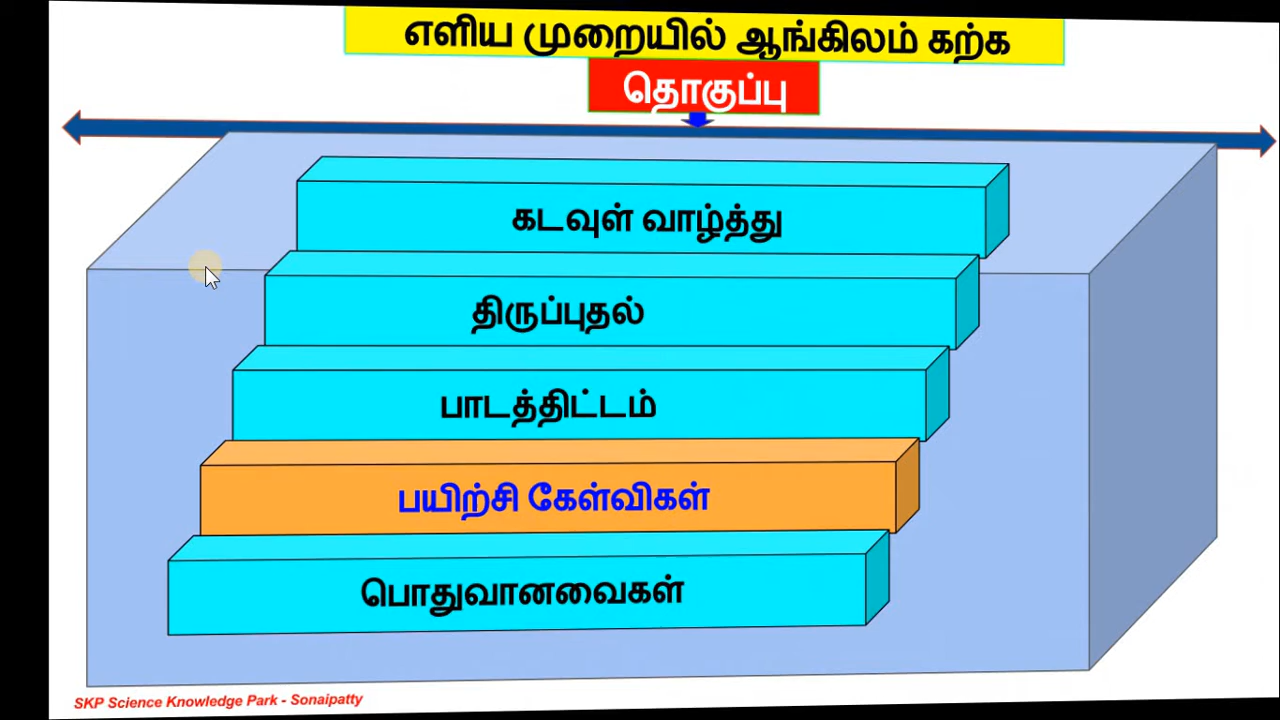 எளிய முறையில் ஆங்கிலம் கற்க
தொகுப்பு
கடவுள் வாழ்த்து
திருப்புதல்
பாடத்திட்டம்
பயிற்சி கேள்விகள்
பொதுவானவைகள்
SKP Science Knowledge Park - Sonaipatty